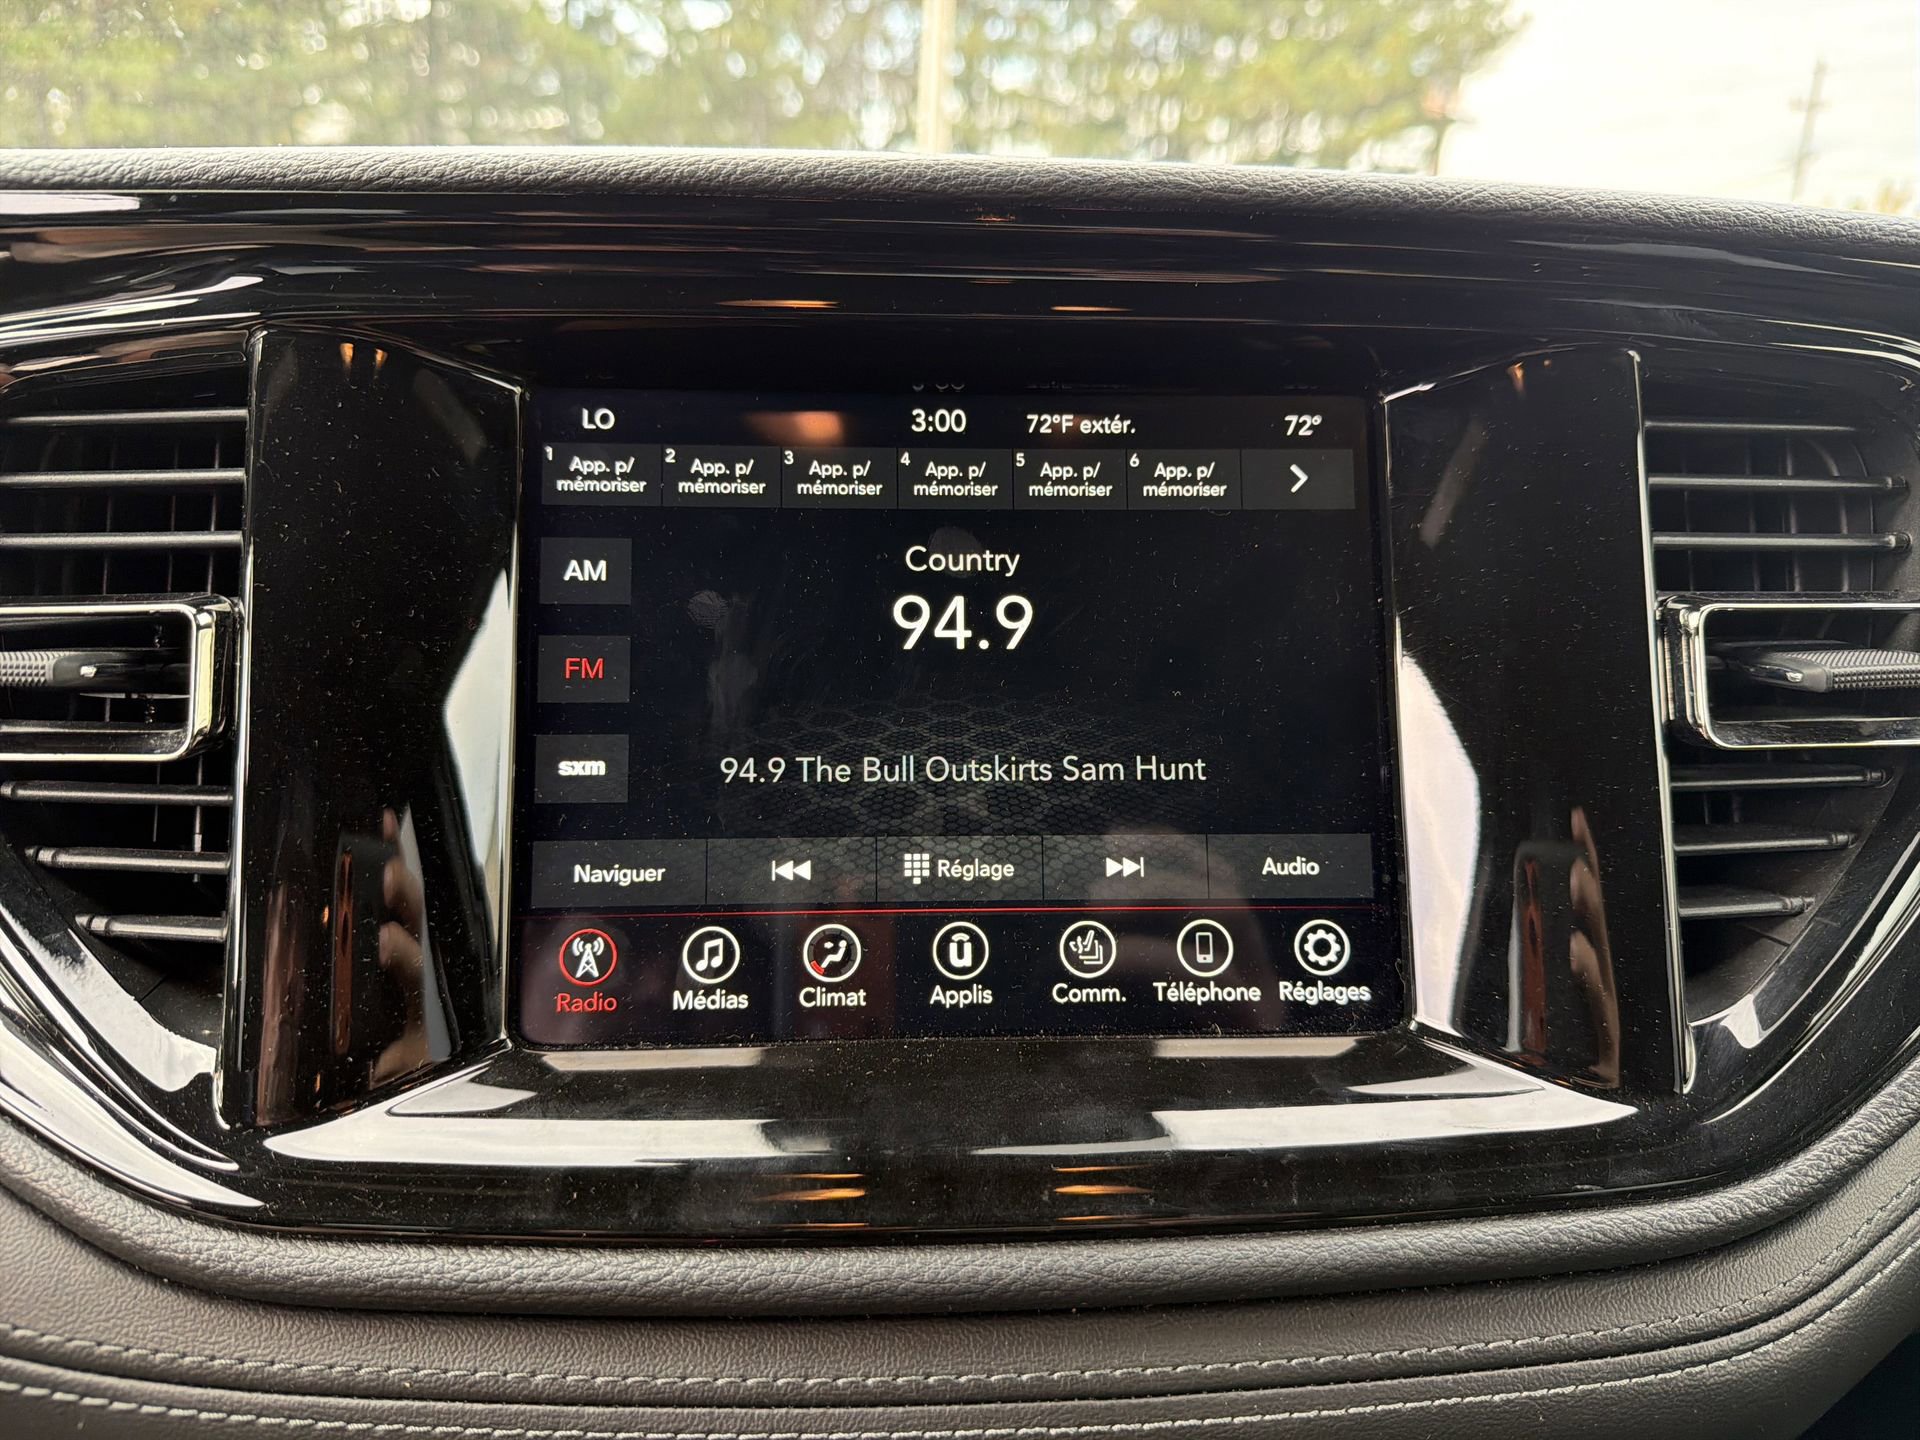 LO 3:00 72°F extér. 72°
1 App. p/ mémoriser
2 App. p/ mémoriser
3 App. p/ mémoriser
4 App. p/ mémoriser
5 App. p/ mémoriser
6 App. p/ mémoriser
AM
Country
94.9
FM
sxm
94.9 The Bull Outskirts Sam Hunt
Naviguer Réglage Audio
Radio Médias Climat Applis Comm. Téléphone Réglages